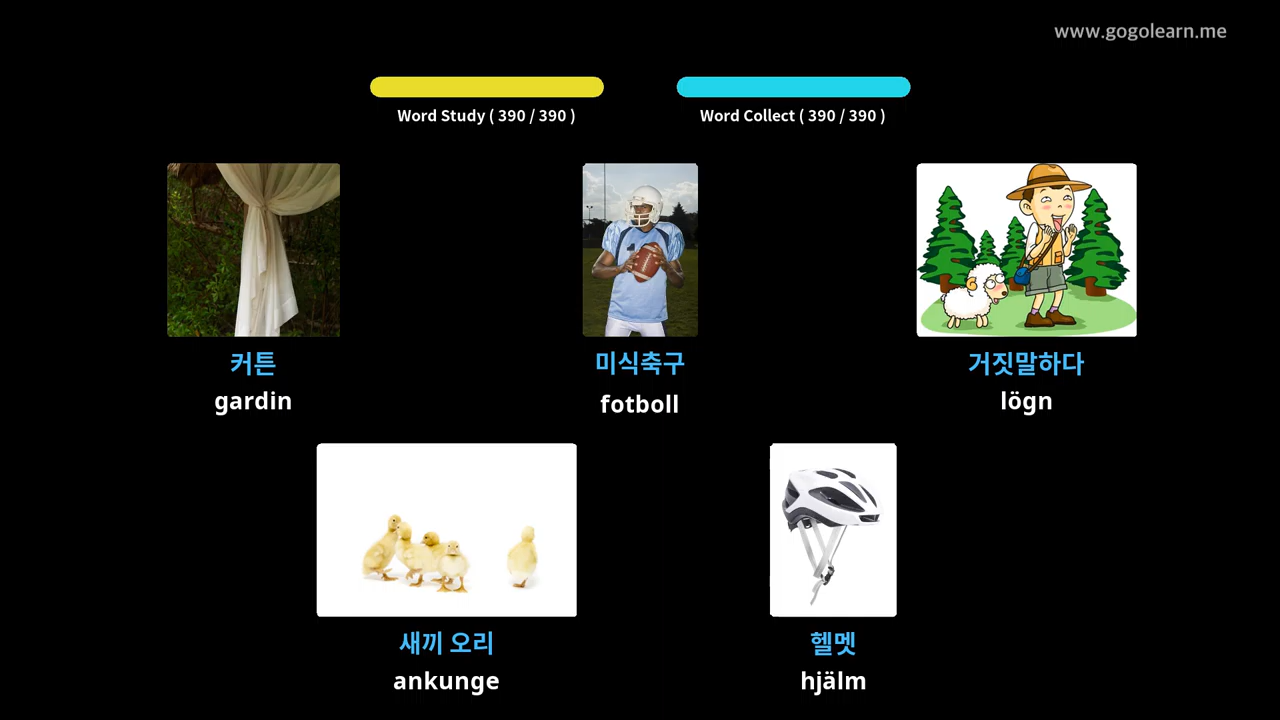 www.gogolearn.me
Word Study ( 390 / 390 )
Word Collect ( 390 / 390 )
커튼
gardin
미식축구
fotboll
거짓말하다
lögn
새끼 오리
ankunge
헬멧
hjälm